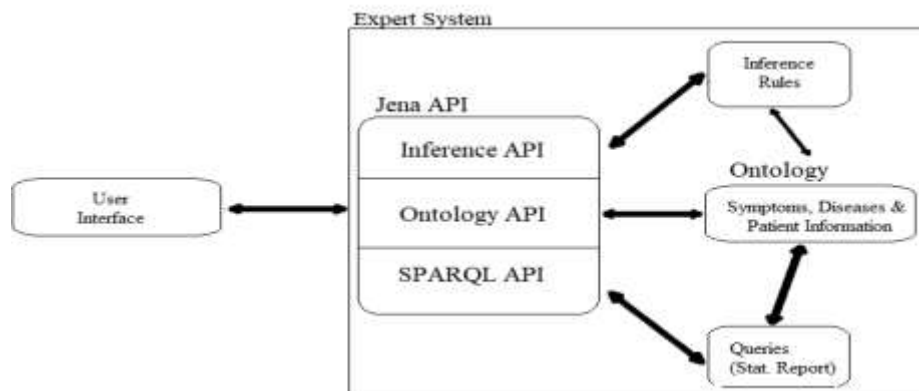 Expert System
Inference
Rules
Jena API
Inference API
Ontology
User
Interface
Ontology API
Symptoms, Diseases &
Patient Information
SPARQL API
Queries
(Stat. Report)